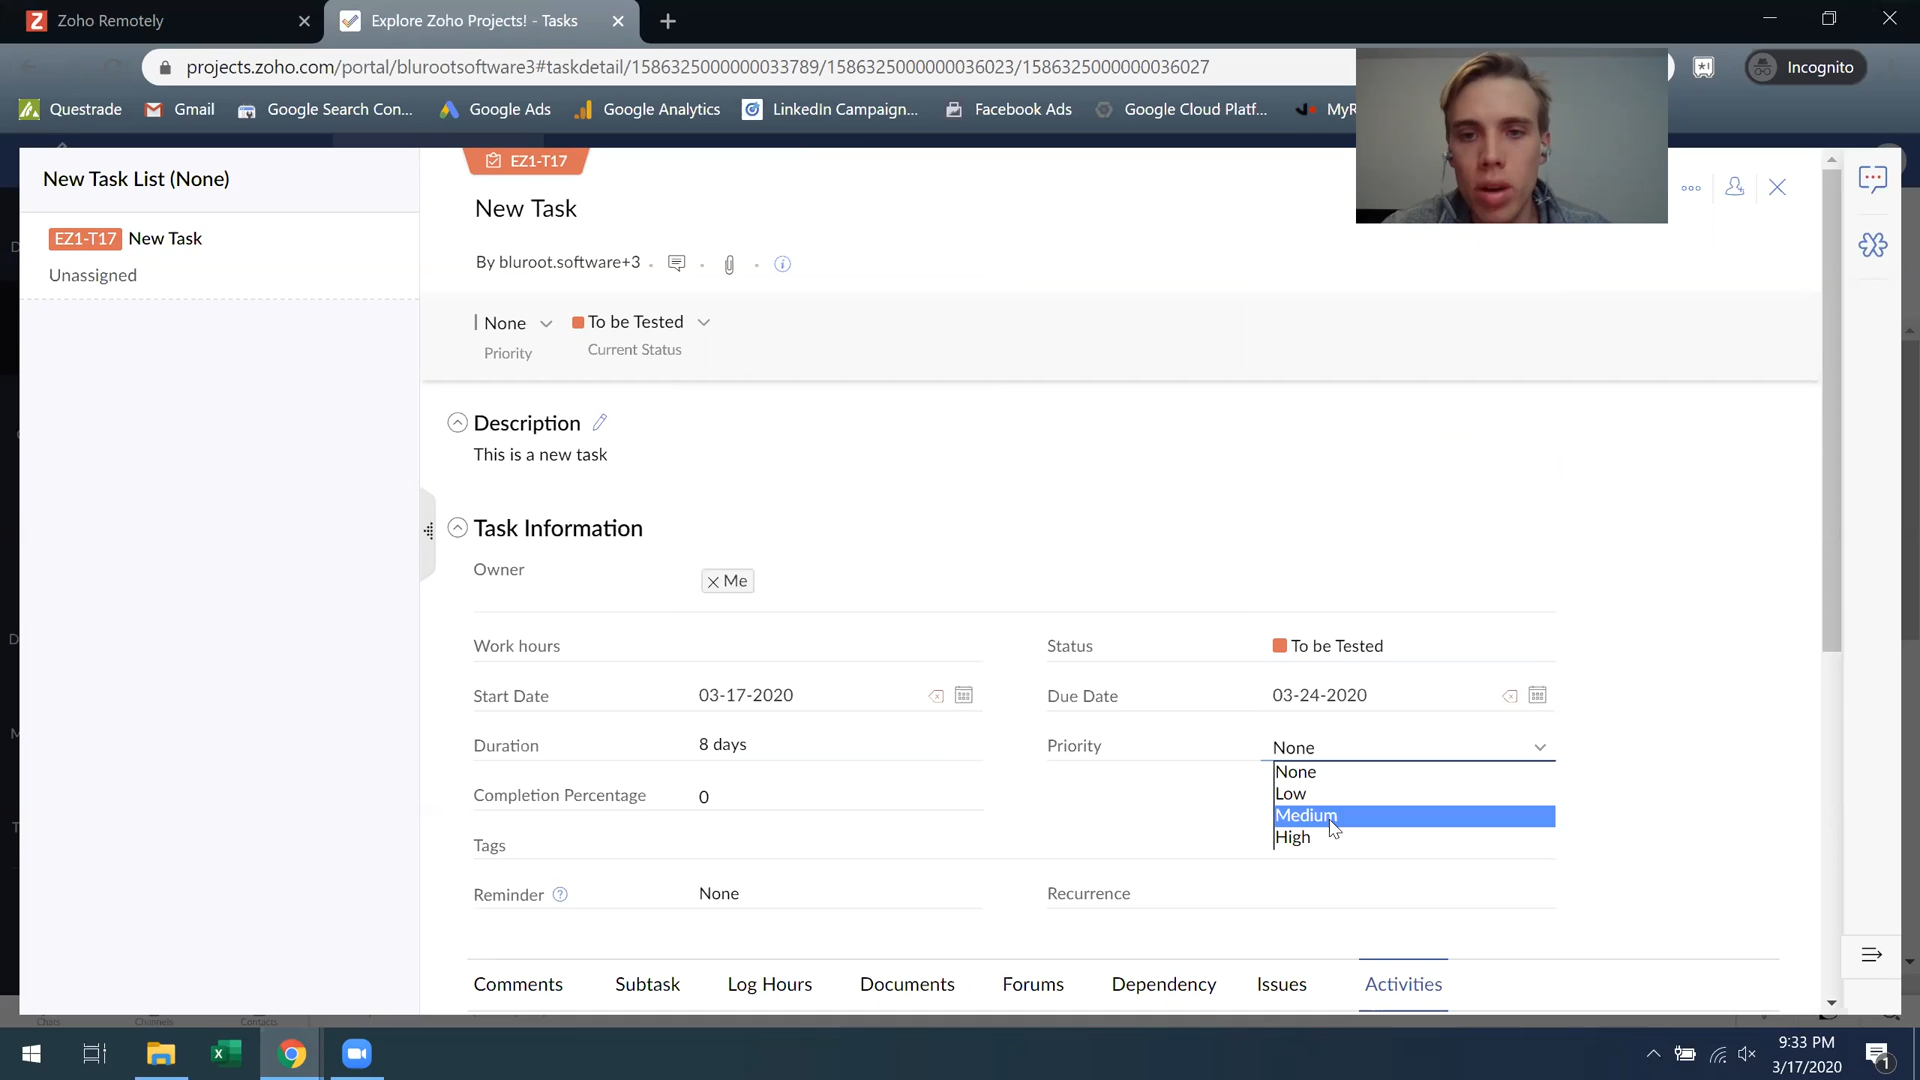 Zoho Remotely
Explore Zoho Projects! - Tasks
projects.zoho.com/portal/blurootsoftware3#taskdetail/1586325000000033789/1586325000000036023/1586325000000036027
Incognito
Questrade
Gmail
Google Search Con...
Google Ads
Google Analytics
LinkedIn Campaign...
Facebook Ads
Google Cloud Platf...
MyR
New Task List (None)
EZ1-T17 New Task
Unassigned
EZ1-T17
New Task
By bluroot.software+3
None
Priority
To be Tested
Current Status
Description
This is a new task
Task Information
Owner
Me
Work hours
Status
To be Tested
Start Date
03-17-2020
Due Date
03-24-2020
Duration
8 days
Priority
None
None
Low
Medium
High
Completion Percentage
0
Tags
Reminder
None
Recurrence
Comments
Subtask
Log Hours
Documents
Forums
Dependency
Issues
Activities
Chats
Channels
Contacts
9:33 PM
3/17/2020
1